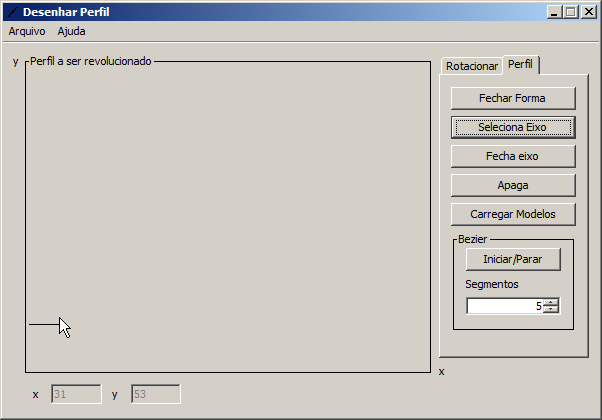 Desenhar Perfil
Arquivo Ajuda
y
Perfil a ser revolucionado
Rotacionar Perfil
Fechar Forma
Seleciona Eixo
Fecha eixo
Apaga
Carregar Modelos
Bezier
Iniciar/Parar
Segmentos
5
x
x 31 y 53